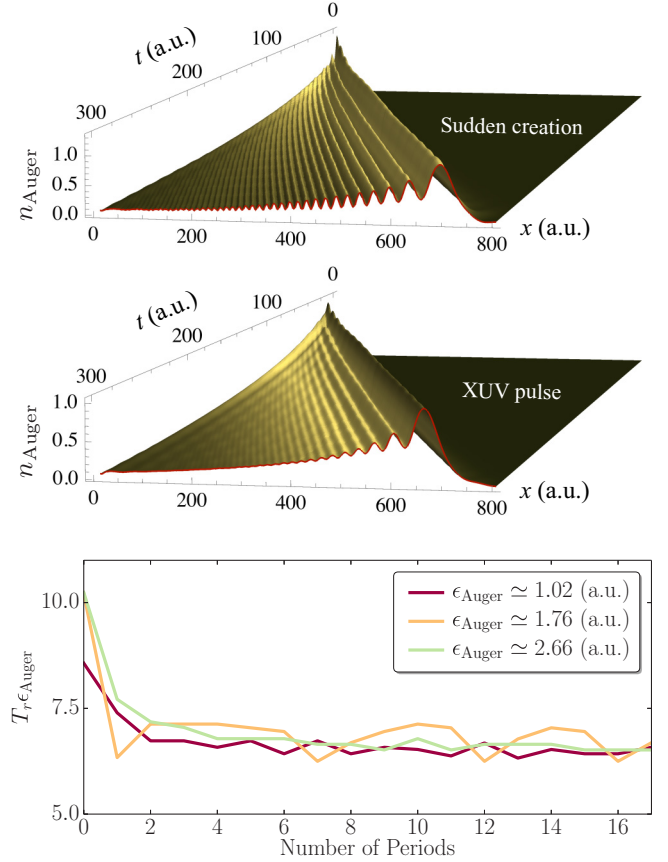 0
100
200
300
t (a.u.)
Sudden creation
1.0
0.5
0.0
n_Auger
0 200 400 600 800
x (a.u.)
0
100
200
300
t (a.u.)
XUV pulse
1.0
0.5
0.0
n_Auger
0 200 400 600 800
x (a.u.)
10.0
7.5
5.0
T_r ϵ_Auger
ϵ_Auger ≃ 1.02 (a.u.)
ϵ_Auger ≃ 1.76 (a.u.)
ϵ_Auger ≃ 2.66 (a.u.)
0 2 4 6 8 10 12 14 16
Number of Periods